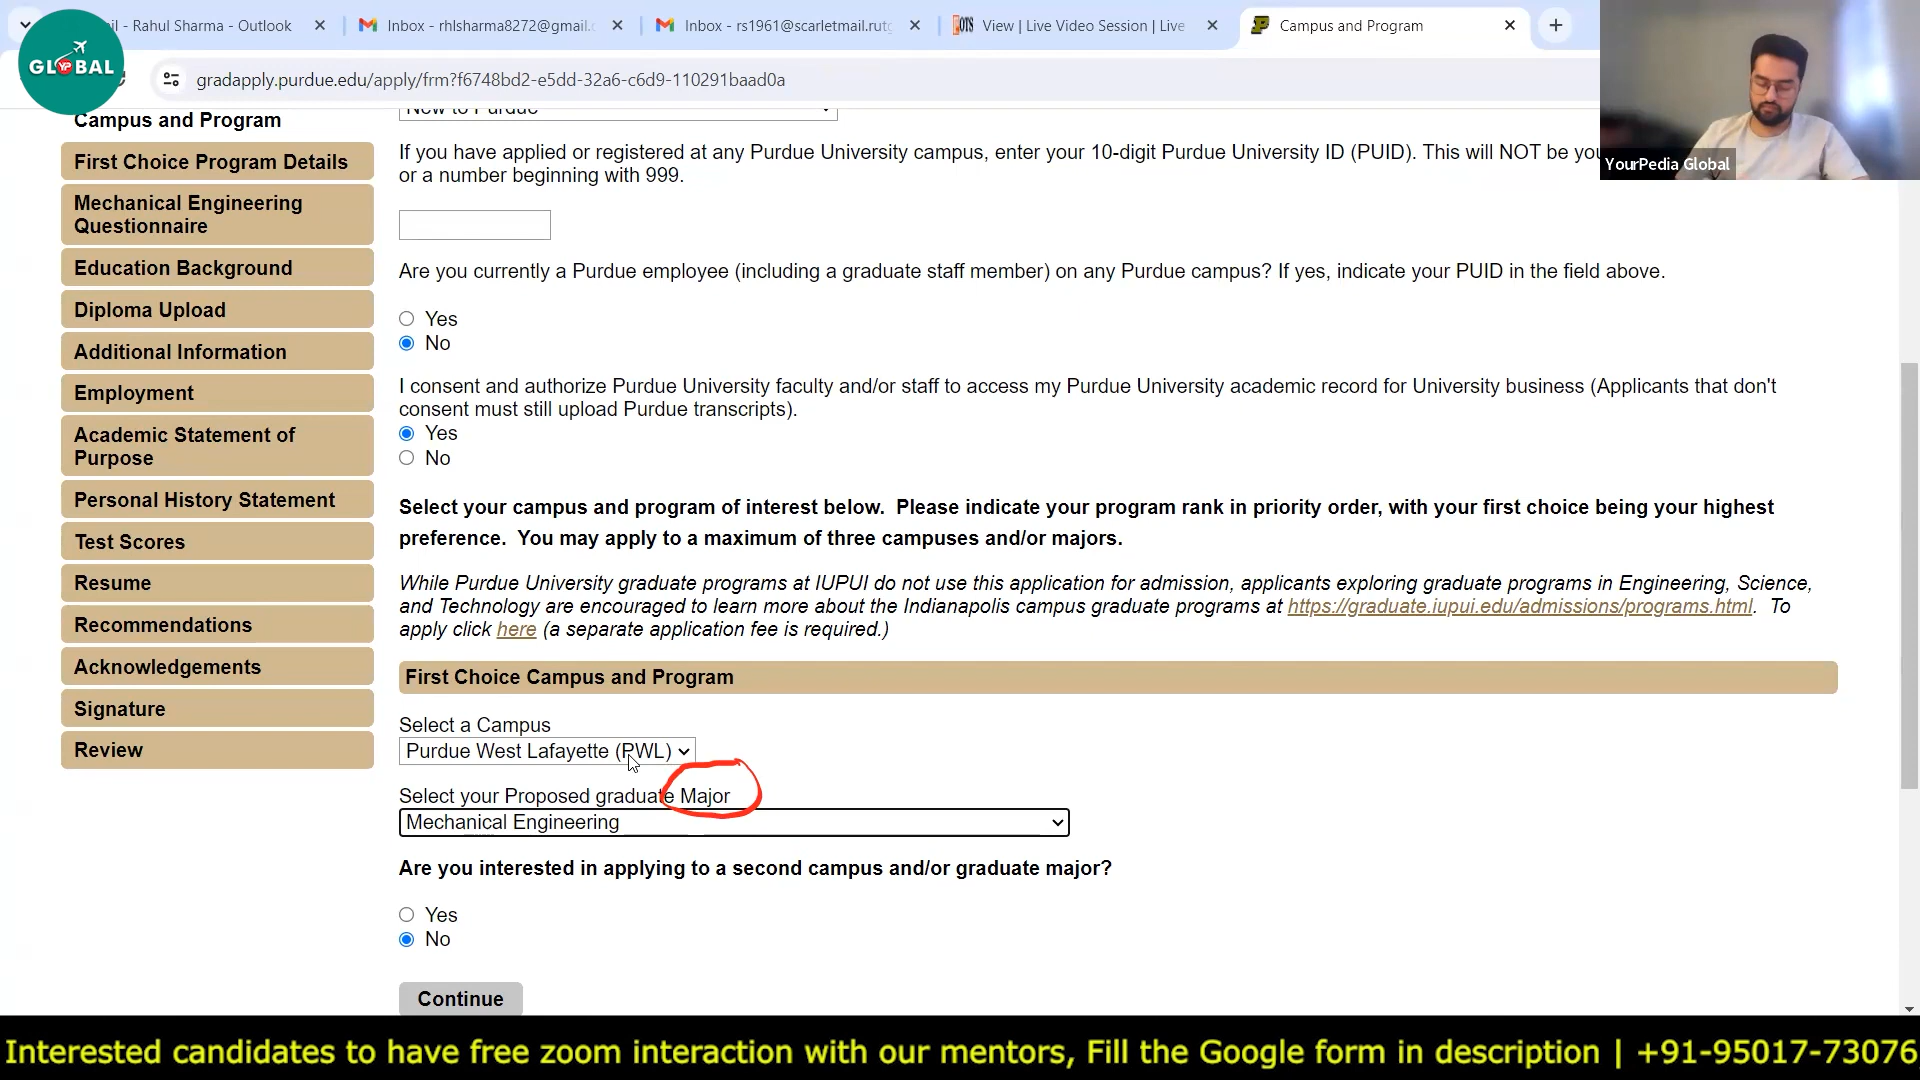 il - Rahul Sharma - Outlook
Inbox - rhlsharma8272@gmail.c
Inbox - rs1961@scarletmail.rutg
View | Live Video Session | Live
Campus and Program
GLOBAL
YP
gradapply.purdue.edu/apply/frm?f6748bd2-e5dd-32a6-c6d9-110291baad0a
YourPedia Global
Campus and Program
First Choice Program Details
Mechanical Engineering
Questionnaire
Education Background
Diploma Upload
Additional Information
Employment
Academic Statement of
Purpose
Personal History Statement
Test Scores
Resume
Recommendations
Acknowledgements
Signature
Review
New to Purdue
If you have applied or registered at any Purdue University campus, enter your 10-digit Purdue University ID (PUID). This will NOT be you
or a number beginning with 999.
Are you currently a Purdue employee (including a graduate staff member) on any Purdue campus? If yes, indicate your PUID in the field above.
Yes
No
I consent and authorize Purdue University faculty and/or staff to access my Purdue University academic record for University business (Applicants that don't
consent must still upload Purdue transcripts).
Yes
No
Select your campus and program of interest below. Please indicate your program rank in priority order, with your first choice being your highest
preference. You may apply to a maximum of three campuses and/or majors.
While Purdue University graduate programs at IUPUI do not use this application for admission, applicants exploring graduate programs in Engineering, Science,
and Technology are encouraged to learn more about the Indianapolis campus graduate programs at https://graduate.iupui.edu/admissions/programs.html. To
apply click here (a separate application fee is required.)
First Choice Campus and Program
Select a Campus
Purdue West Lafayette (PWL)
Select your Proposed graduate Major
Mechanical Engineering
Are you interested in applying to a second campus and/or graduate major?
Yes
No
Continue
Interested candidates to have free zoom interaction with our mentors, Fill the Google form in description | +91-95017-73076